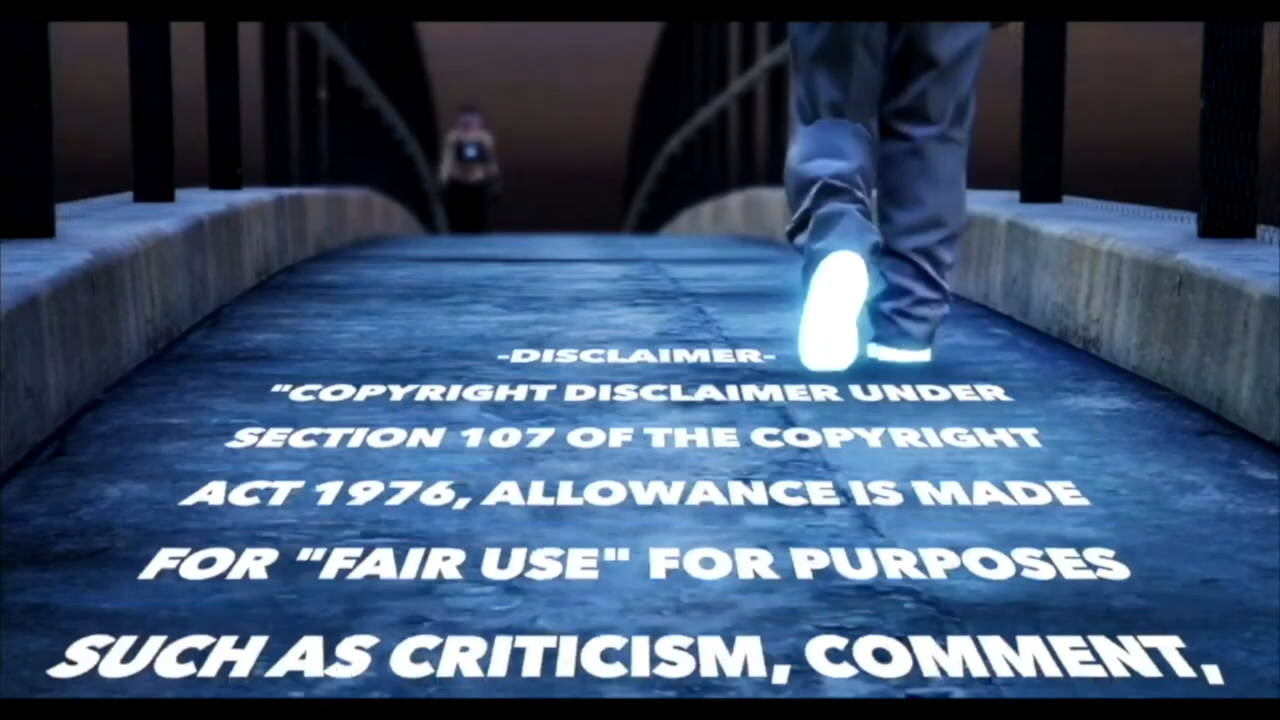 -DISCLAIMER-
"COPYRIGHT DISCLAIMER UNDER
SECTION 107 OF THE COPYRIGHT
ACT 1976, ALLOWANCE IS MADE
FOR "FAIR USE" FOR PURPOSES
SUCH AS CRITICISM, COMMENT,